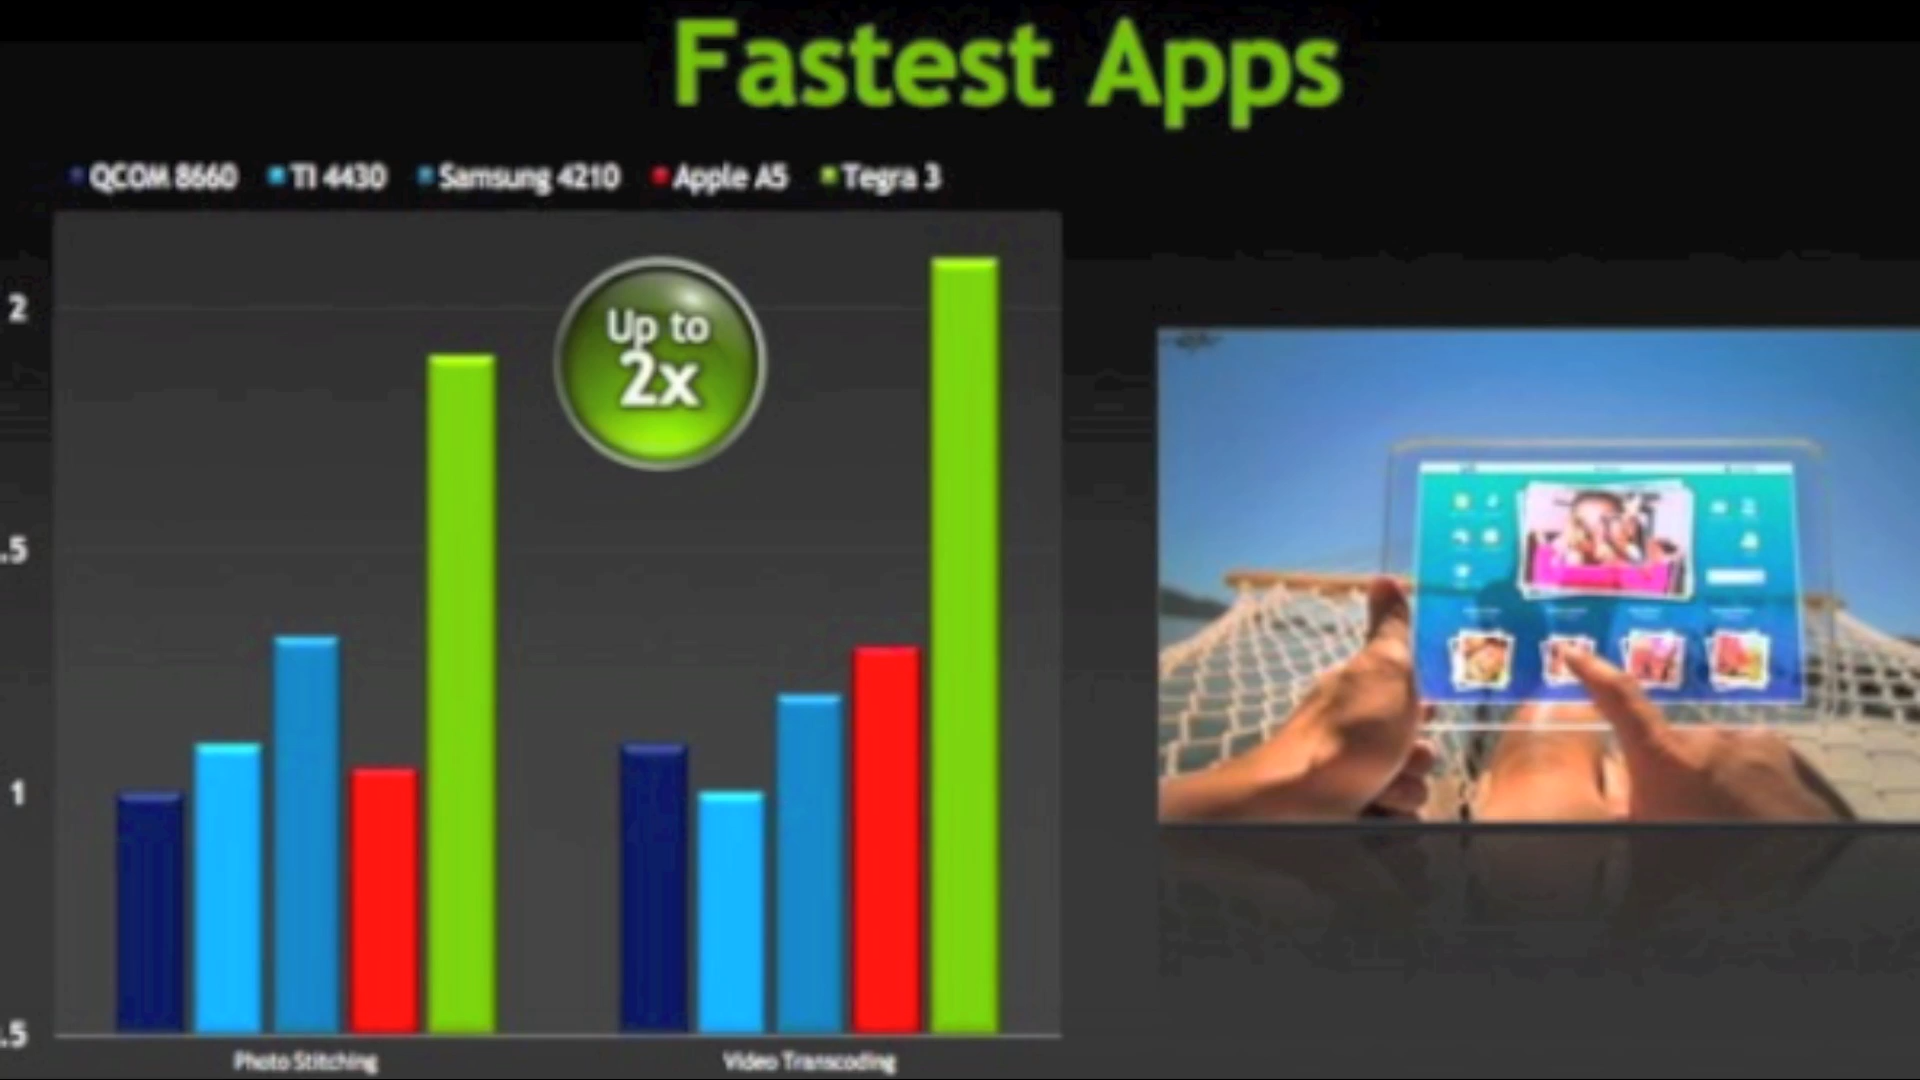 Fastest Apps
QCOM 8660 TI 4430 Samsung 4210 Apple A5 Tegra 3
Up to
2x
2
.5
1
.5
Photo Stitching
Video Transcoding